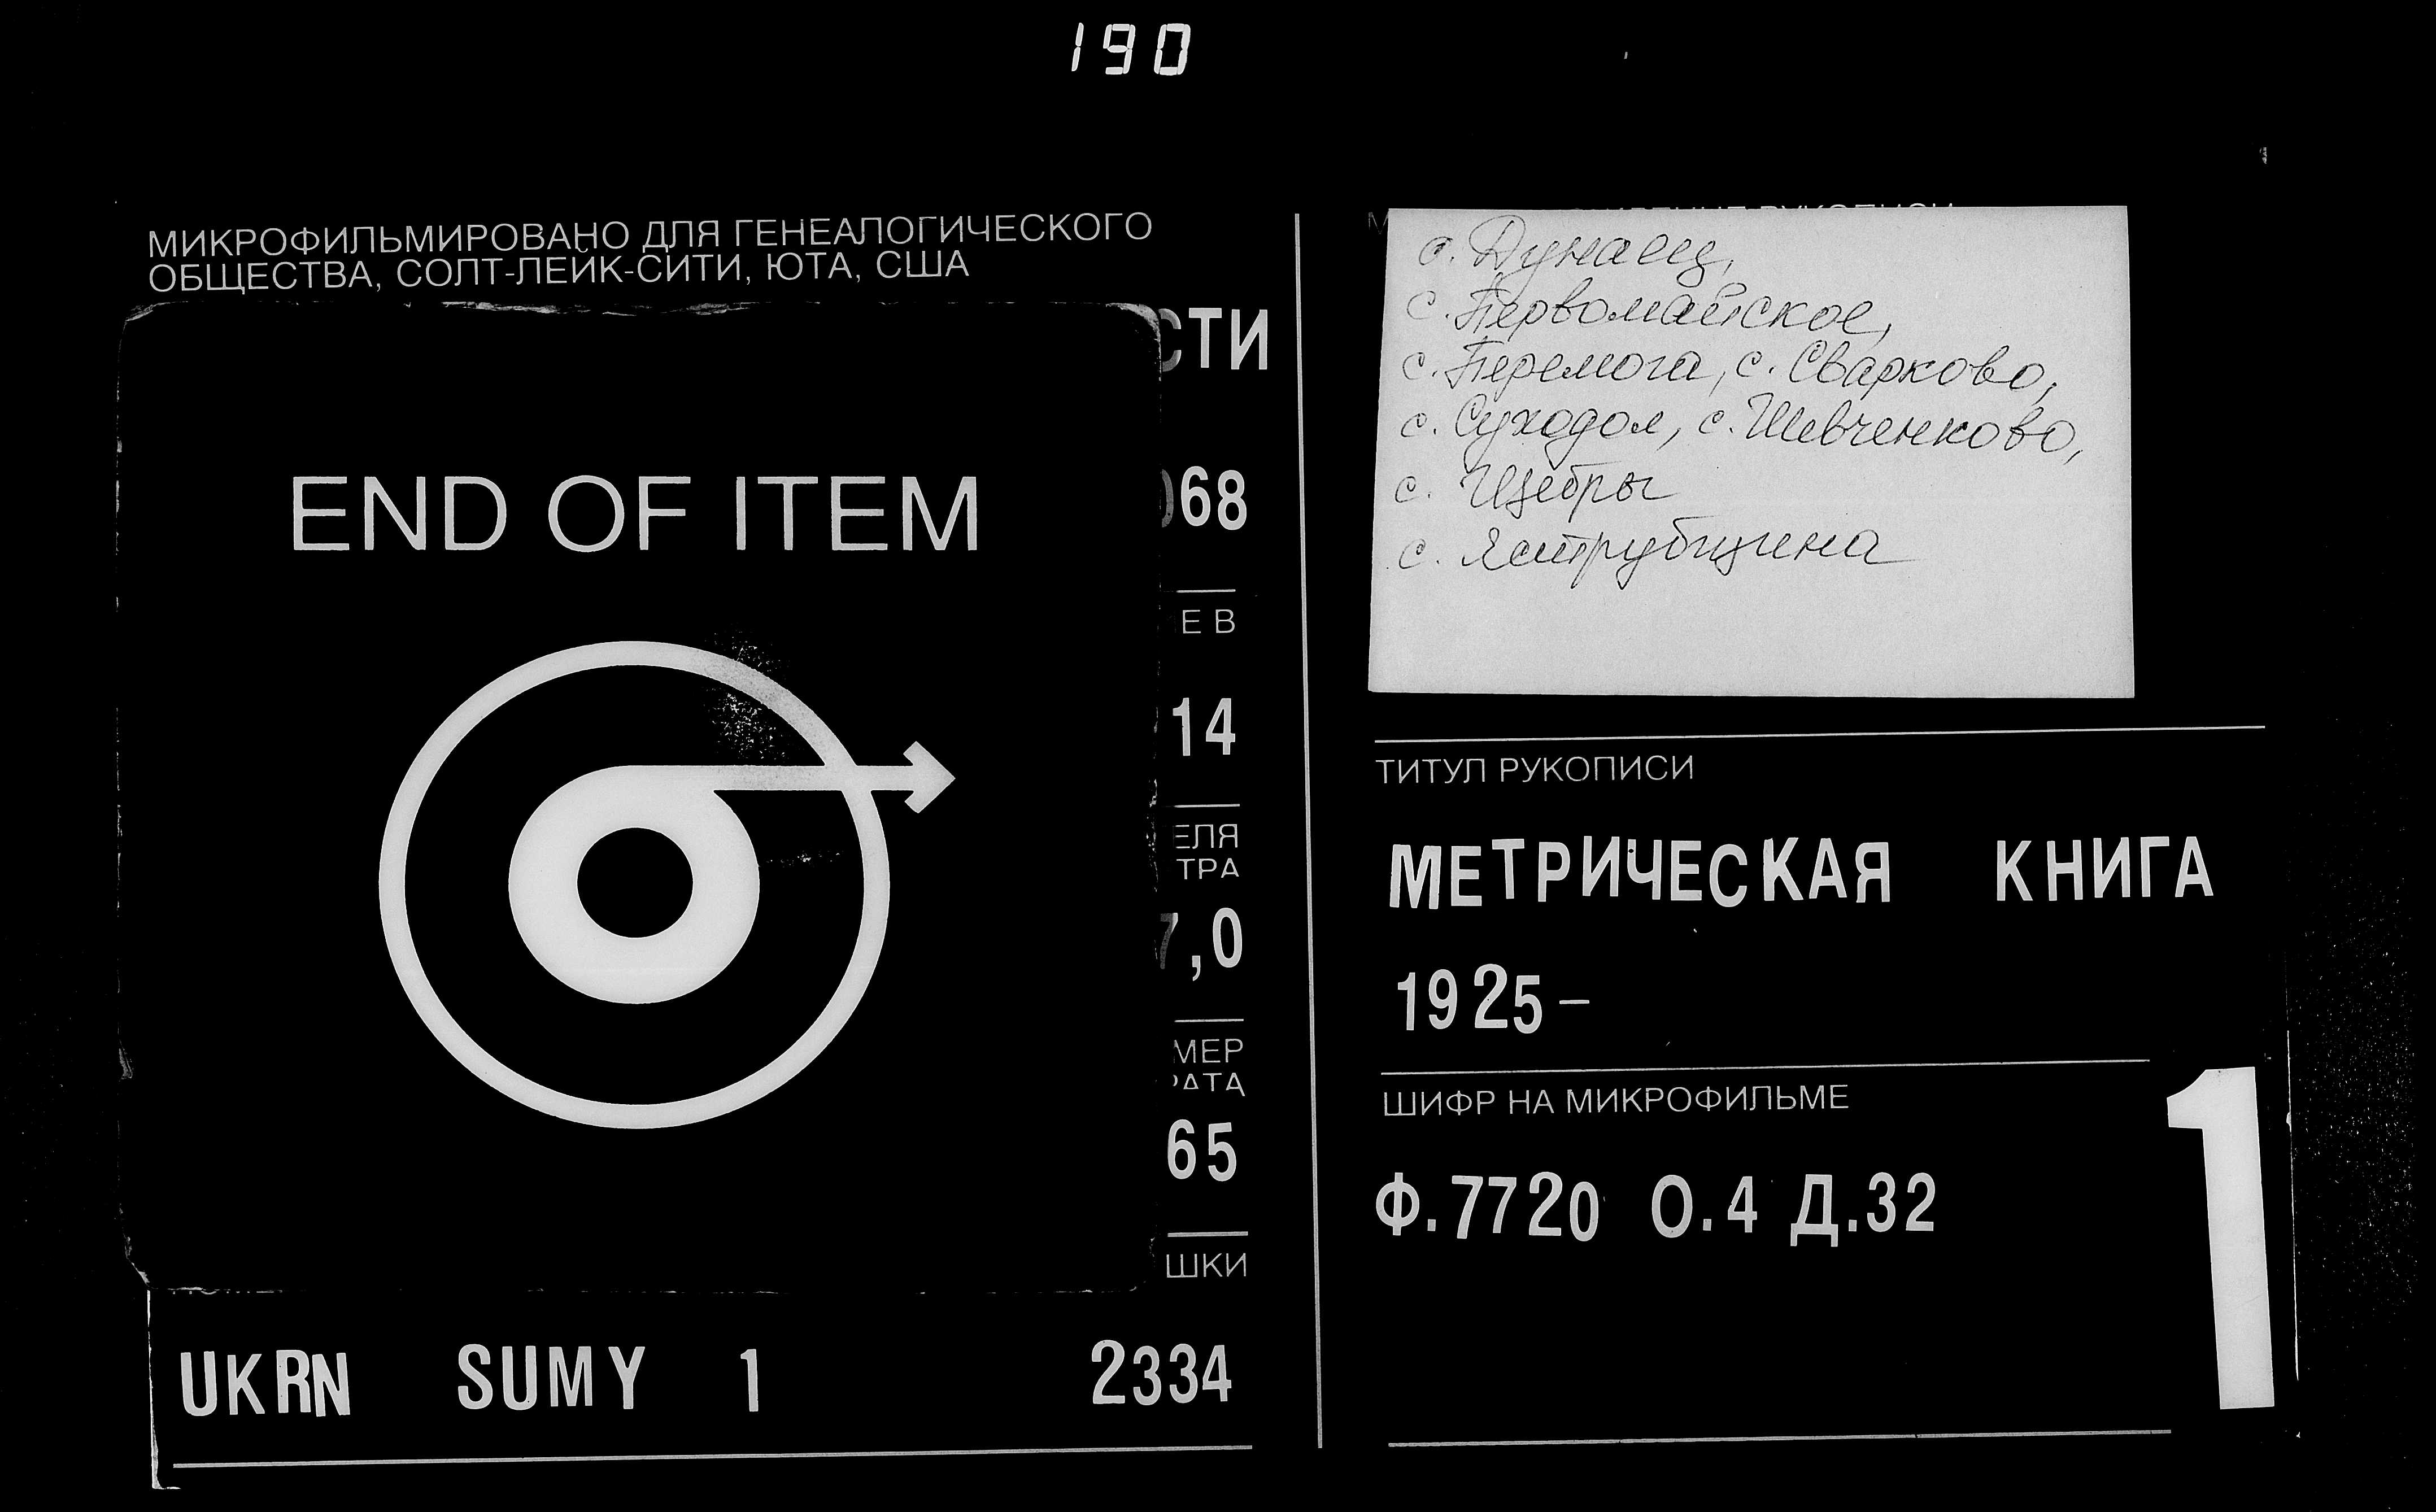 190
МИКРОФИЛЬМИРОВАНО ДЛЯ ГЕНЕАЛОГИЧЕСКОГО
ОБЩЕСТВА, СОЛТ-ЛЕЙК-СИТИ, ЮТА, США
СТИ
END OF ITEM
068
Е В
14
ЕЛЯ
ТРА
7,0
МЕР
РАТА
65
ШКИ
UKRN SUMY 1 2334
с. Дунаец,
с. Первомайское,
с. Перемога, с. Сварково,
с. Суходол, с. Шевченково,
с. Щебры
с. Яструбщина
ТИТУЛ РУКОПИСИ
МЕТРИЧЕСКАЯ КНИГА
1925–
ШИФР НА МИКРОФИЛЬМЕ
Ф.7720 О.4 Д.32
1